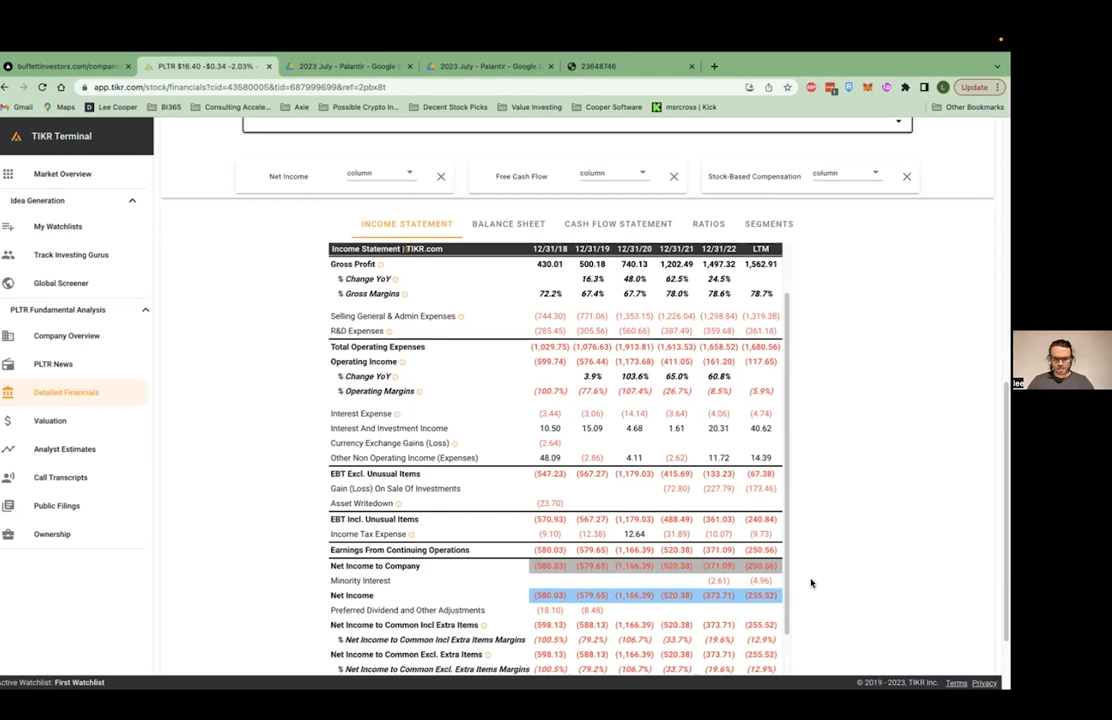 buffettinvestors.com/compani
PLTR $16.40 -$0.34 -2.03% -
2023 July - Palantir - Google
2023 July - Palantir - Google D
23648746
app.tikr.com/stock/financials?cid=43580005&tid=687999699&ref=2pbx8t
Update
Gmail
Maps
Lee Cooper
BI365
Consulting Accele...
Axie
Possible Crypto In...
Decent Stock Picks
Value Investing
Cooper Software
msrcross | Kick
Other Bookmarks
TIKR Terminal
Market Overview
Idea Generation
My Watchlists
Track Investing Gurus
Global Screener
PLTR Fundamental Analysis
Company Overview
PLTR News
Detailed Financials
Valuation
Analyst Estimates
Call Transcripts
Public Filings
Ownership
Net Income column
Free Cash Flow column
Stock-Based Compensation column
INCOME STATEMENT BALANCE SHEET CASH FLOW STATEMENT RATIOS SEGMENTS
Income Statement | TIKR.com 12/31/18 12/31/19 12/31/20 12/31/21 12/31/22 LTM
Gross Profit 430.01 500.18 740.13 1,202.49 1,497.32 1,562.91
% Change YoY 16.3% 48.0% 62.5% 24.5%
% Gross Margins 72.2% 67.4% 67.7% 78.0% 78.6% 78.7%
Selling General & Admin Expenses (744.30) (771.06) (1,353.15) (1,226.04) (1,298.84) (1,319.38)
R&D Expenses (285.45) (305.56) (560.66) (387.49) (359.68) (361.18)
Total Operating Expenses (1,029.75) (1,076.63) (1,913.81) (1,613.53) (1,658.52) (1,680.56)
Operating Income (599.74) (576.44) (1,173.68) (411.05) (161.20) (117.65)
% Change YoY 3.9% 103.6% 65.0% 60.8%
% Operating Margins (100.7%) (77.6%) (107.4%) (26.7%) (8.5%) (5.9%)
Interest Expense (3.44) (3.06) (14.14) (3.64) (4.06) (4.74)
Interest And Investment Income 10.50 15.09 4.68 1.61 20.31 40.62
Currency Exchange Gains (Loss) (2.64)
Other Non Operating Income (Expenses) 48.09 (2.86) 4.11 (2.62) 11.72 14.39
EBT Excl. Unusual Items (547.23) (567.27) (1,179.03) (415.69) (133.23) (67.38)
Gain (Loss) On Sale Of Investments (72.80) (227.79) (173.46)
Asset Writedown (23.70)
EBT Incl. Unusual Items (570.93) (567.27) (1,179.03) (488.49) (361.03) (240.84)
Income Tax Expense (9.10) (12.38) 12.64 (31.89) (10.07) (9.73)
Earnings From Continuing Operations (580.03) (579.65) (1,166.39) (520.38) (371.09) (250.56)
Net Income to Company (580.03) (579.65) (1,166.39) (520.38) (371.09) (250.56)
Minority Interest (2.61) (4.96)
Net Income (580.03) (579.65) (1,166.39) (520.38) (373.71) (255.52)
Preferred Dividend and Other Adjustments (18.10) (8.48)
Net Income to Common Incl Extra Items (598.13) (588.13) (1,166.39) (520.38) (373.71) (255.52)
% Net Income to Common Incl Extra Items Margins (100.5%) (79.2%) (106.7%) (33.7%) (19.6%) (12.9%)
Net Income to Common Excl. Extra Items (598.13) (588.13) (1,166.39) (520.38) (373.71) (255.52)
% Net Income to Common Excl. Extra Items Margins (100.5%) (79.2%) (106.7%) (33.7%) (19.6%) (12.9%)
ctive Watchlist: First Watchlist
© 2019 - 2023, TIKR Inc. Terms Privacy
lee